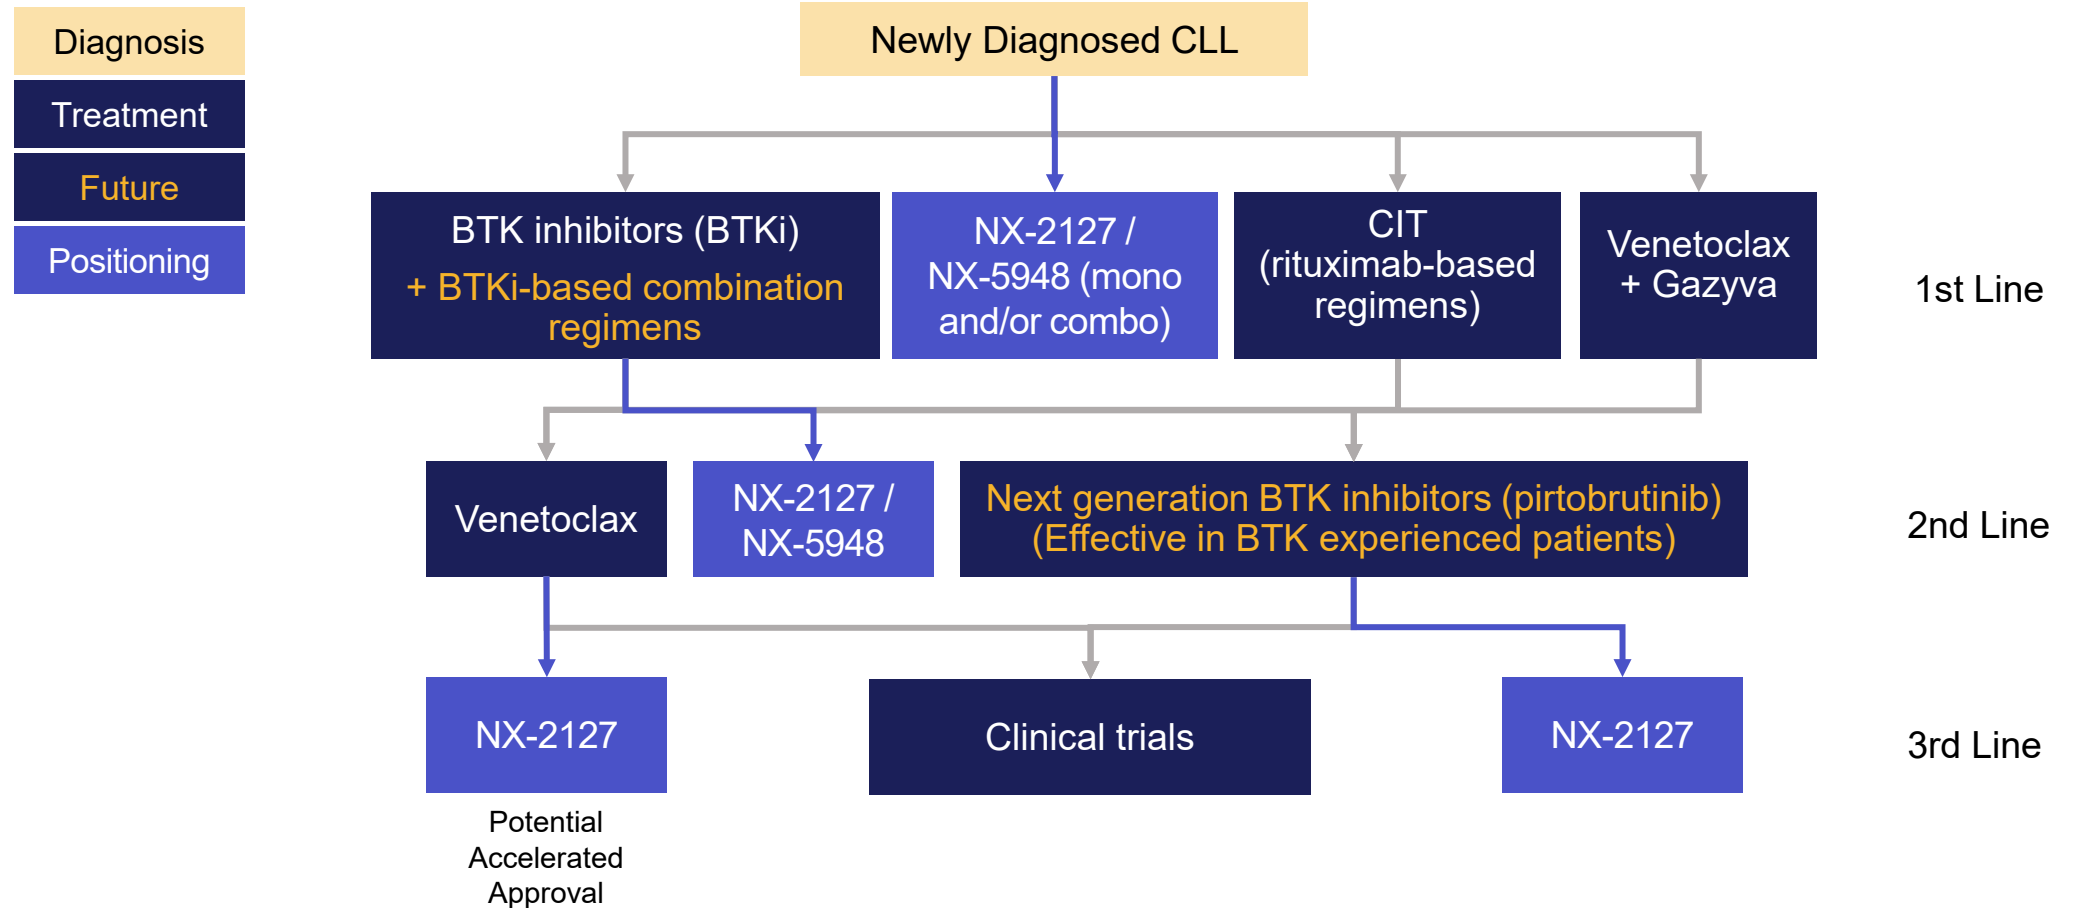 Diagnosis
Treatment
Future
Positioning
Newly Diagnosed CLL
BTK inhibitors (BTKi)
+ BTKi-based combination
regimens
NX-2127 /
NX-5948 (mono
and/or combo)
CIT
(rituximab-based
regimens)
Venetoclax
+ Gazyva
1st Line
Venetoclax
NX-2127 /
NX-5948
Next generation BTK inhibitors (pirtobrutinib)
(Effective in BTK experienced patients)
2nd Line
NX-2127
Clinical trials
NX-2127
3rd Line
Potential
Accelerated
Approval